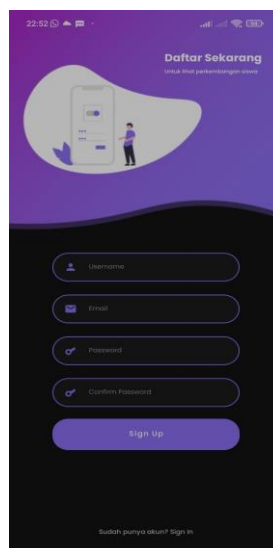 22:52
Daftar Sekarang
Untuk lihat perkembangan siswa
Username
Email
Password
Confirm Password
Sign Up
Sudah punya akun? Sign In